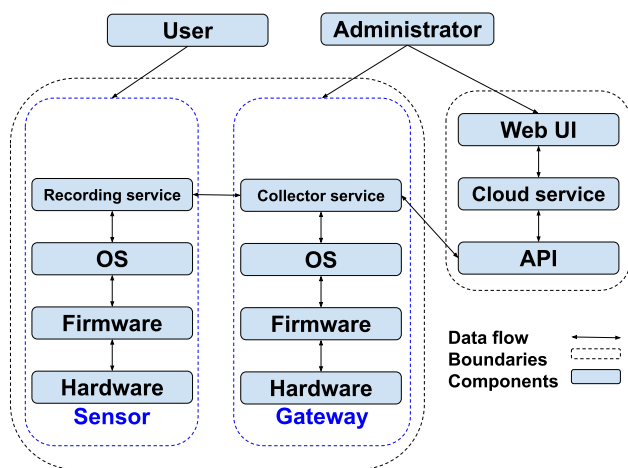 User
Administrator
Web UI
Recording service
Collector service
Cloud service
OS
OS
API
Firmware
Firmware
Hardware
Hardware
Sensor
Gateway
Data flow
Boundaries
Components